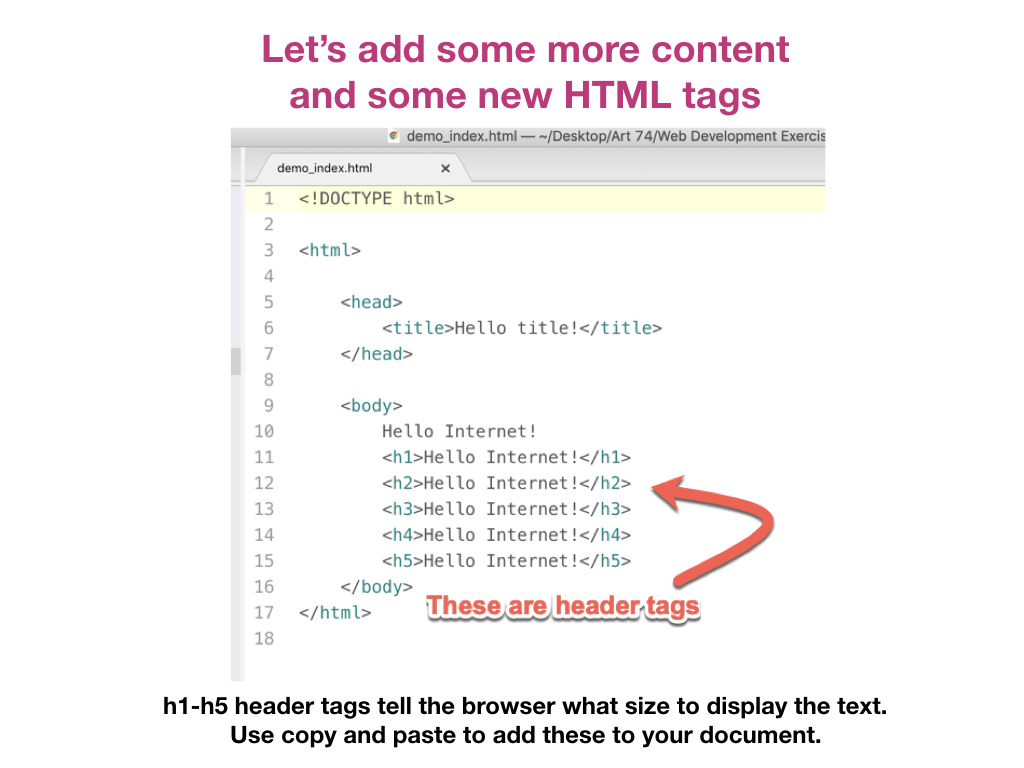 Let’s add some more content
and some new HTML tags
demo_index.html — ~/Desktop/Art 74/Web Development Exercis
demo_index.html ×
1 <!DOCTYPE html>
2
3 <html>
4
5 <head>
6 <title>Hello title!</title>
7 </head>
8
9 <body>
10 Hello Internet!
11 <h1>Hello Internet!</h1>
12 <h2>Hello Internet!</h2>
13 <h3>Hello Internet!</h3>
14 <h4>Hello Internet!</h4>
15 <h5>Hello Internet!</h5>
16 </body>
17 </html>
18
These are header tags
h1-h5 header tags tell the browser what size to display the text.
Use copy and paste to add these to your document.